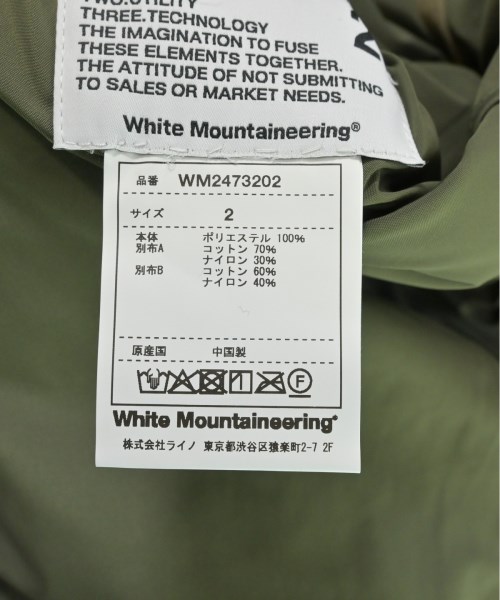 TWO.UTILITY
THREE.TECHNOLOGY
THE IMAGINATION TO FUSE
THESE ELEMENTS TOGETHER.
THE ATTITUDE OF NOT SUBMITTING
TO SALES OR MARKET NEEDS.
White Mountaineering®
品番 WM2473202
サイズ 2
本体 ポリエステル 100%
別布A コットン 70%
ナイロン 30%
別布B コットン 60%
ナイロン 40%
原産国 中国製
F
White Mountaineering®
株式会社ライノ 東京都渋谷区猿楽町2-7 2F